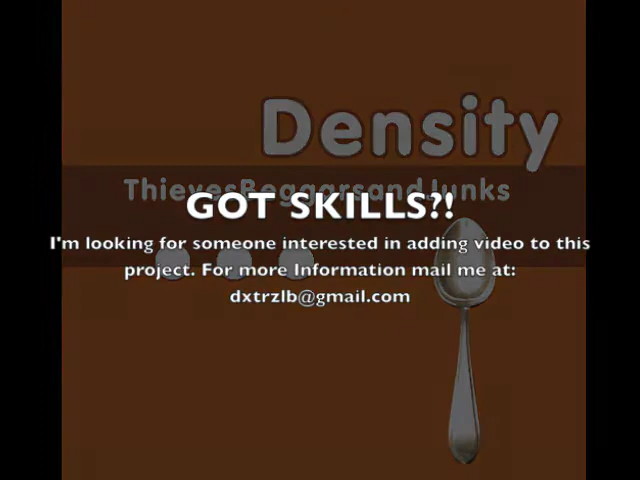 Density
ThievesBeggarsandJunks
GOT SKILLS?!
I'm looking for someone interested in adding video to this
project. For more Information mail me at:
dxtrzlb@gmail.com